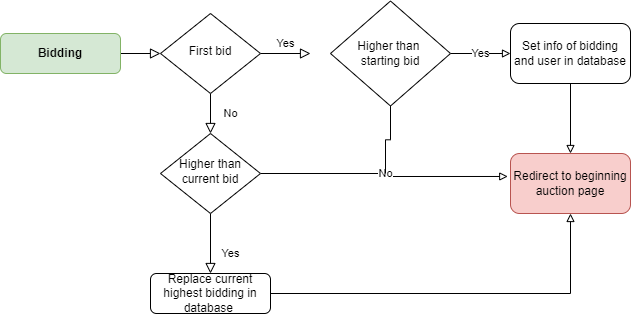 Bidding
First bid
Yes
Higher than
starting bid
Yes
Set info of bidding
and user in database
No
Higher than
current bid
No
Redirect to beginning
auction page
Yes
Replace current
highest bidding in
database